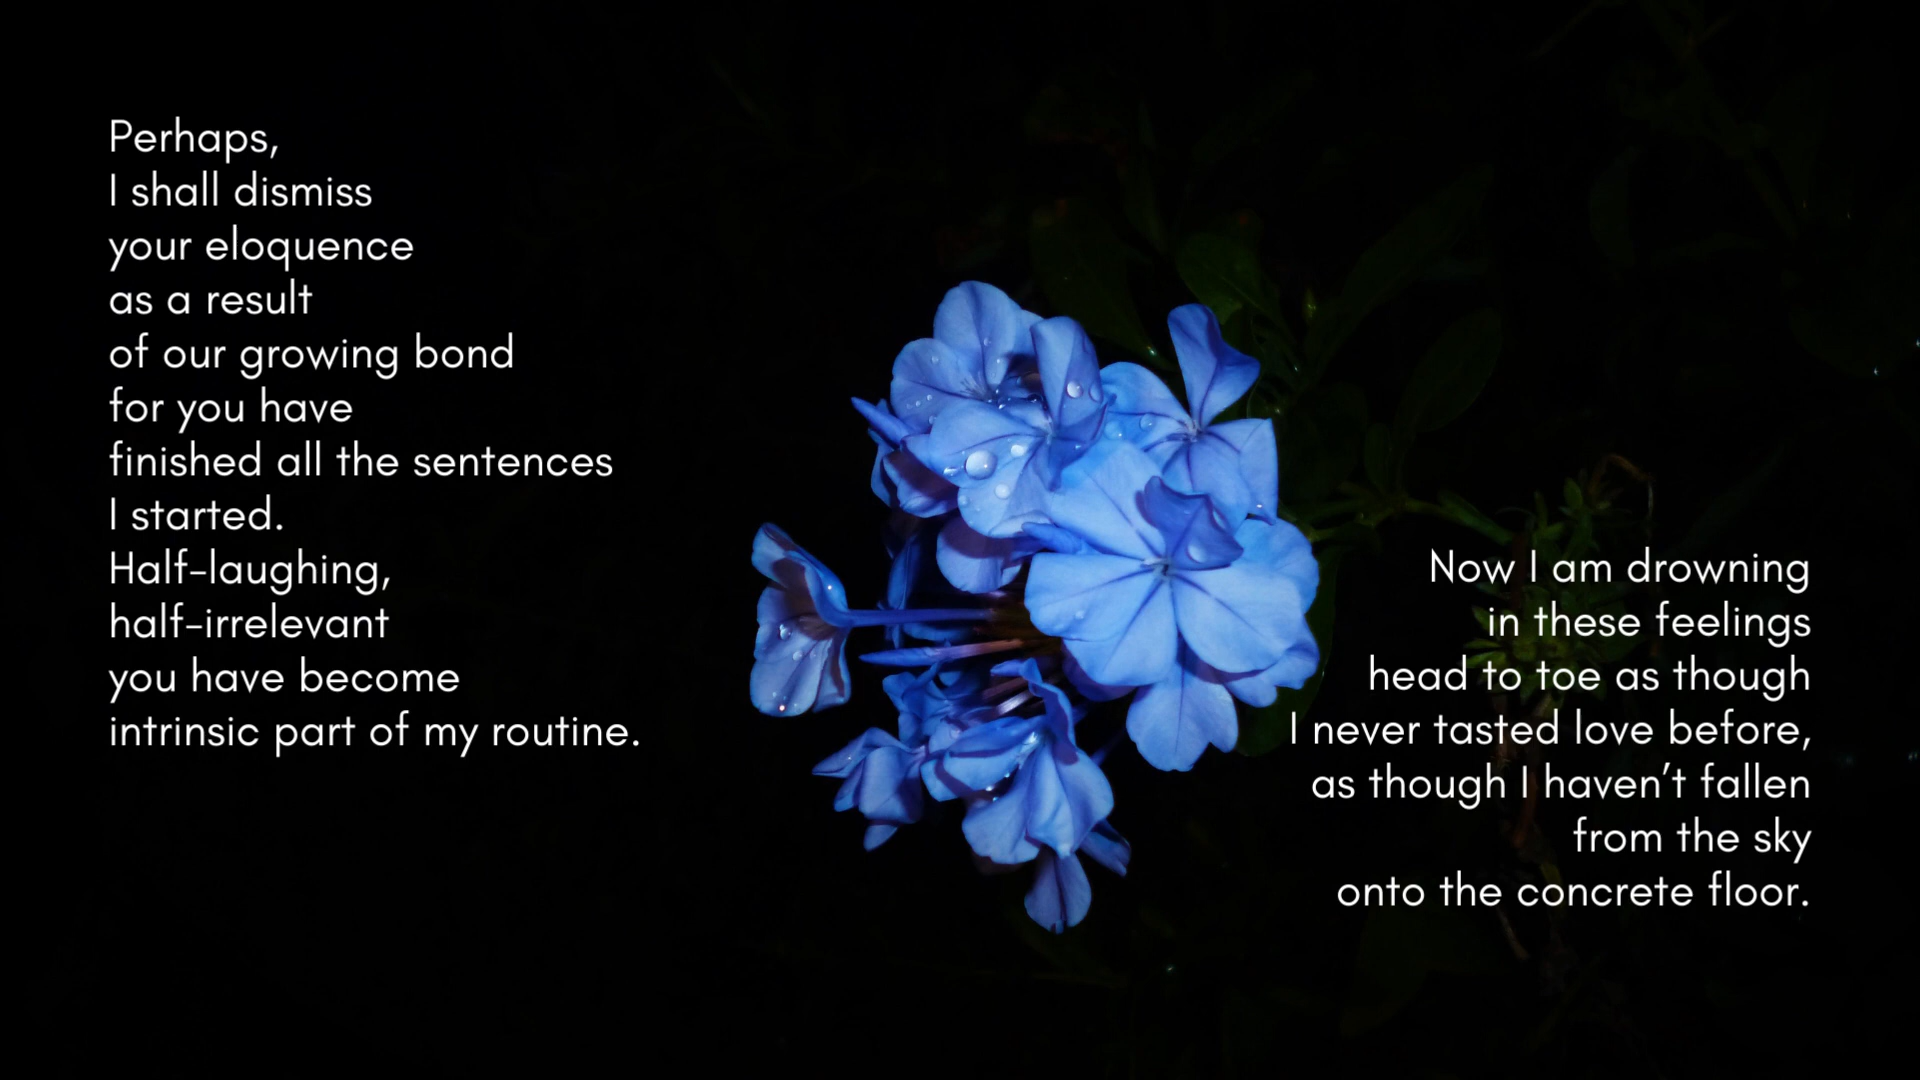 Perhaps,
I shall dismiss
your eloquence
as a result
of our growing bond
for you have
finished all the sentences
I started.
Half-laughing,
half-irrelevant
you have become
intrinsic part of my routine.
Now I am drowning
in these feelings
head to toe as though
I never tasted love before,
as though I haven’t fallen
from the sky
onto the concrete floor.